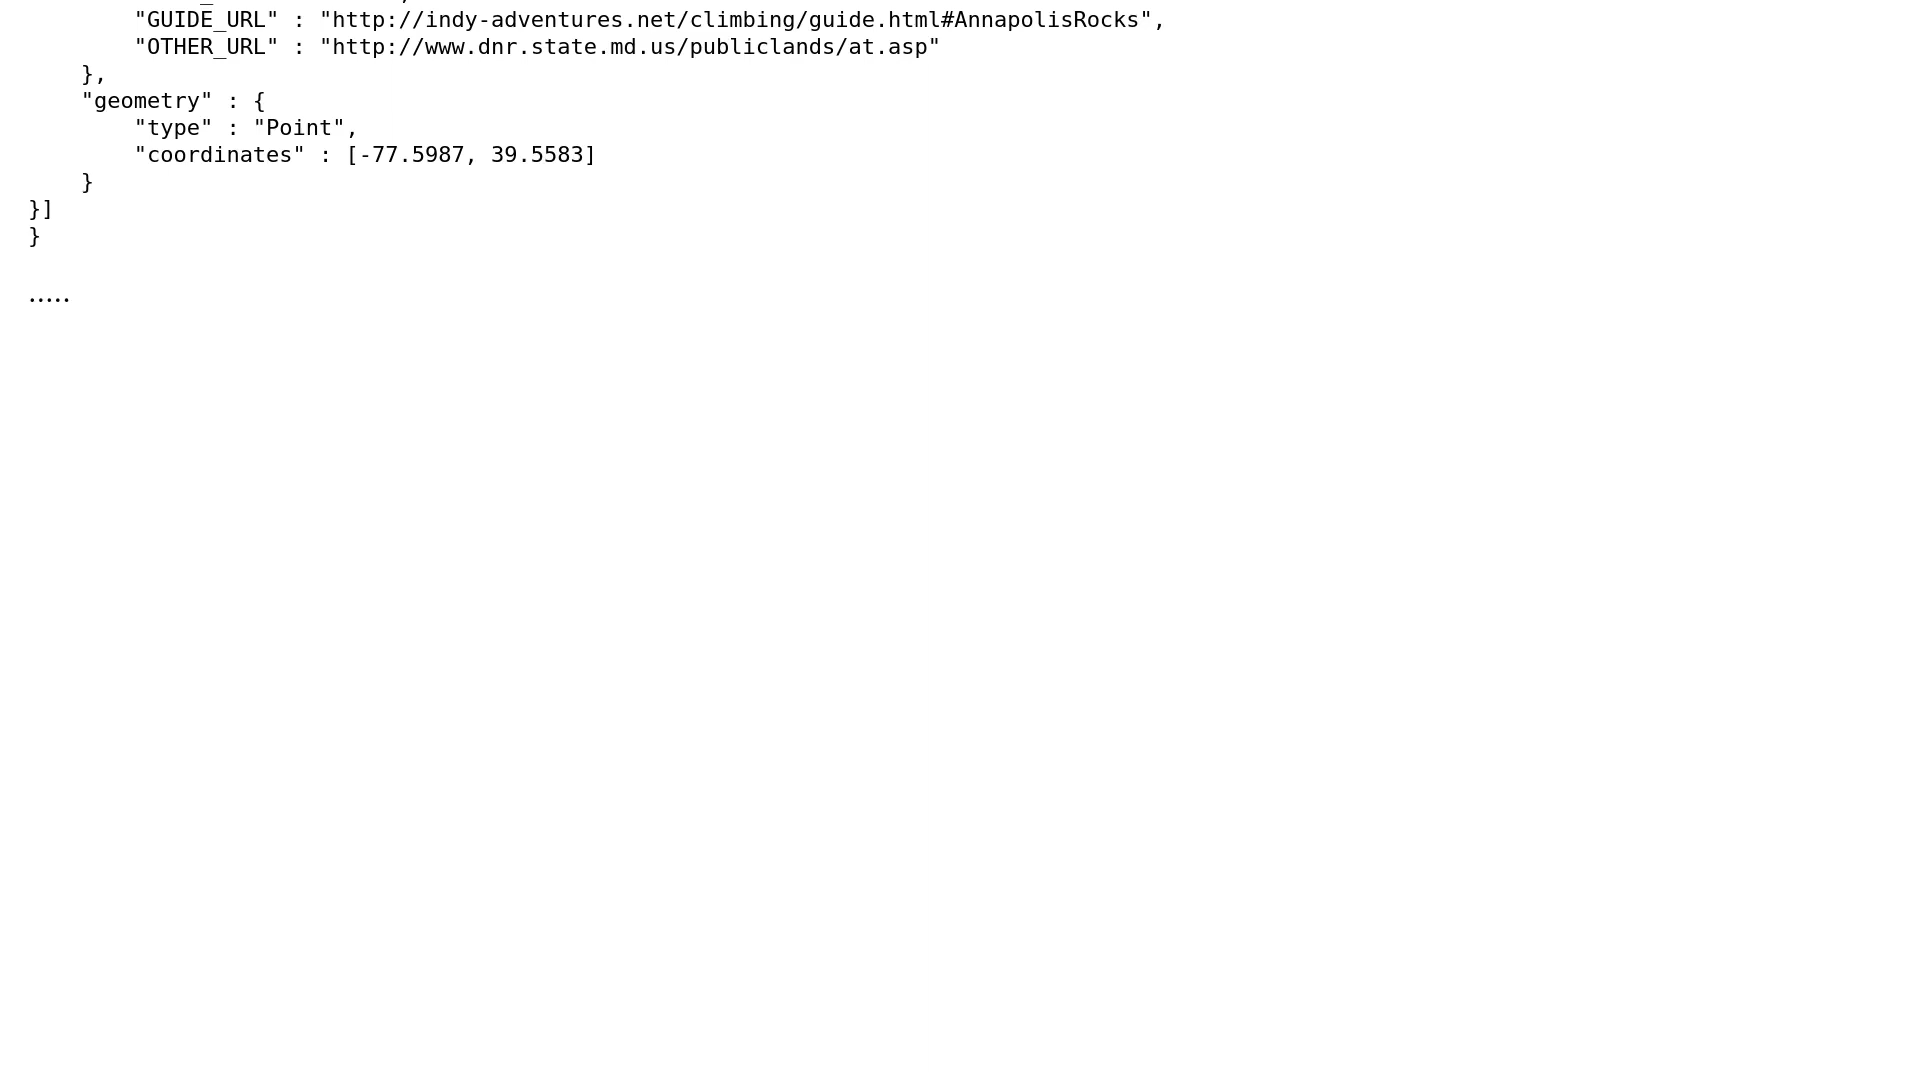 "GUIDE_URL" : "http://indy-adventures.net/climbing/guide.html#AnnapolisRocks",
"OTHER_URL" : "http://www.dnr.state.md.us/publiclands/at.asp"
},
"geometry" : {
"type" : "Point",
"coordinates" : [-77.5987, 39.5583]
}
}]
}
.....